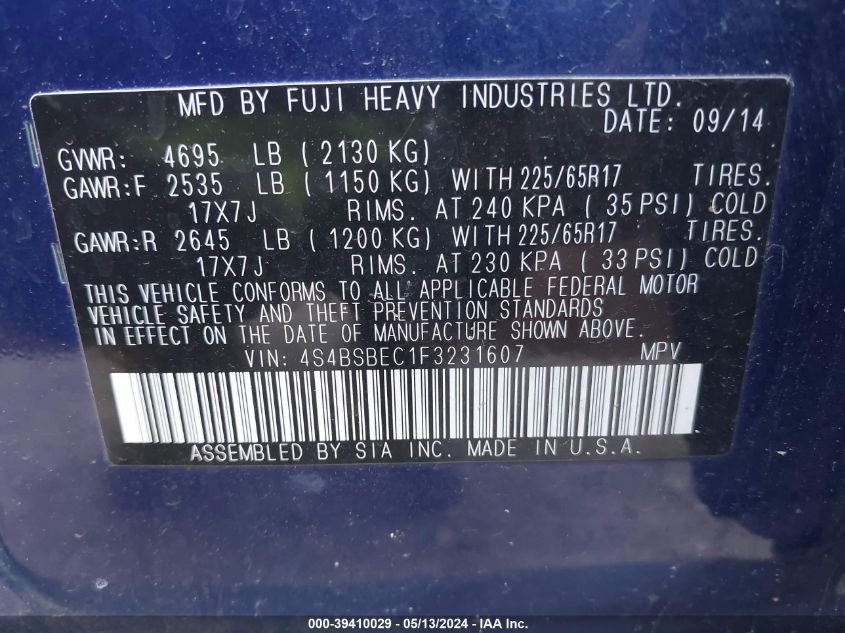 MFD BY FUJI HEAVY INDUSTRIES LTD.
DATE: 09/14
GVWR: 4695 LB ( 2130 KG)
GAWR:F 2535 LB ( 1150 KG) WITH 225/65R17 TIRES.
17X7J RIMS. AT 240 KPA ( 35 PSI) COLD
GAWR:R 2645 LB ( 1200 KG) WITH 225/65R17 TIRES.
17X7J RIMS. AT 230 KPA ( 33 PSI) COLD
THIS VEHICLE CONFORMS TO ALL APPLICABLE FEDERAL MOTOR
VEHICLE SAFETY AND THEFT PREVENTION STANDARDS
IN EFFECT ON THE DATE OF MANUFACTURE SHOWN ABOVE.
VIN: 4S4BSBEC1F3231607 MPV
ASSEMBLED BY SIA INC. MADE IN U.S.A.
000-39410029 - 05/13/2024 - IAA Inc.